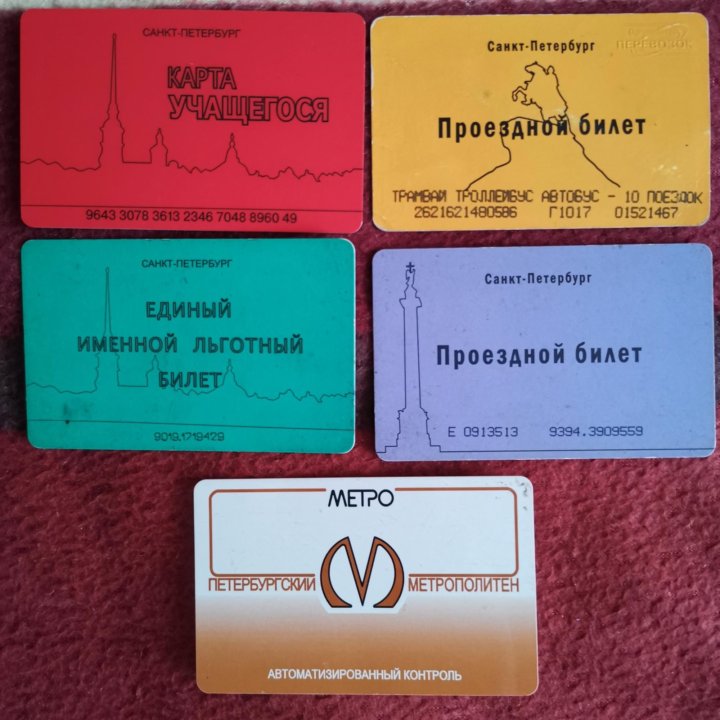 САНКТ-ПЕТЕРБУРГ
КАРТА
УЧАЩЕГОСЯ
9643 3078 3613 2346 7048 8960 49
Санкт-Петербург
ПЕРЕВОЗОК
Проездной билет
ТРАМВАЙ ТРОЛЛЕЙБУС АВТОБУС - 10 ПОЕЗДОК
2621621480586 Г1017 01521467
САНКТ-ПЕТЕРБУРГ
ЕДИНЫЙ
ИМЕННОЙ ЛЬГОТНЫЙ
БИЛЕТ
9019.1719429
Санкт-Петербург
Проездной билет
Е 0913513 9394.3909559
МЕТРО
ПЕТЕРБУРГСКИЙ МЕТРОПОЛИТЕН
АВТОМАТИЗИРОВАННЫЙ КОНТРОЛЬ